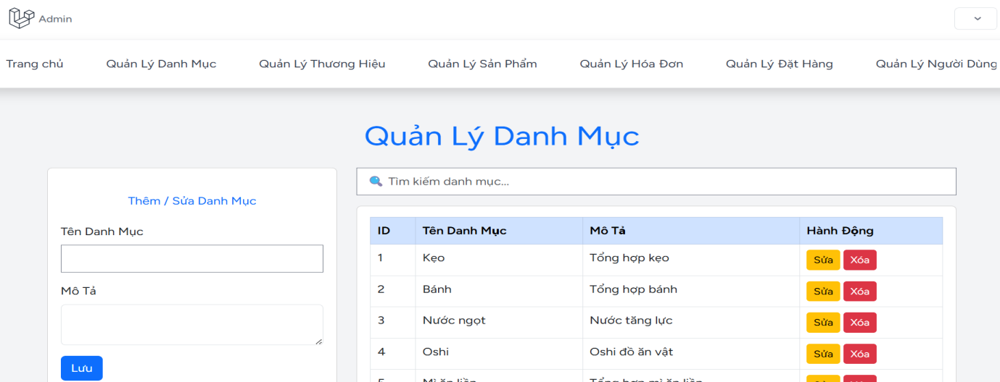 Admin
Trang chủ Quản Lý Danh Mục Quản Lý Thương Hiệu Quản Lý Sản Phẩm Quản Lý Hóa Đơn Quản Lý Đặt Hàng Quản Lý Người Dùng
Quản Lý Danh Mục
Thêm / Sửa Danh Mục
Tên Danh Mục
Mô Tả
Lưu
🔍 Tìm kiếm danh mục...
ID Tên Danh Mục Mô Tả Hành Động
1 Kẹo Tổng hợp kẹo Sửa Xóa
2 Bánh Tổng hợp bánh Sửa Xóa
3 Nước ngọt Nước tăng lực Sửa Xóa
4 Oshi Oshi đồ ăn vật Sửa Xóa
5 Mì ăn liền Tổng hợp mì ăn liền